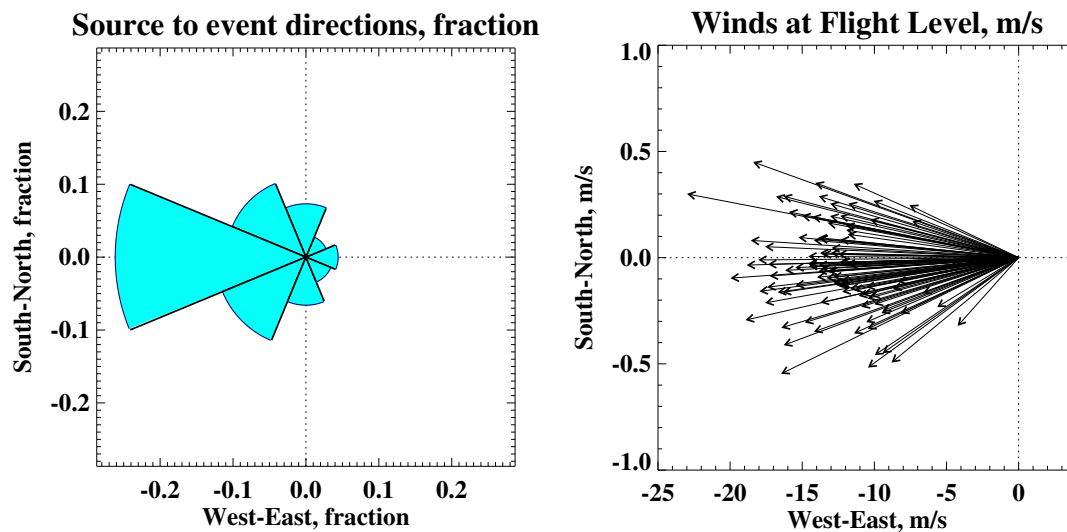 Source to event directions, fraction
South-North, fraction
0.2
0.1
0.0
-0.1
-0.2
-0.2 -0.1 0.0 0.1 0.2
West-East, fraction
Winds at Flight Level, m/s
South-North, m/s
1.0
0.5
0.0
-0.5
-1.0
-25 -20 -15 -10 -5 0
West-East, m/s